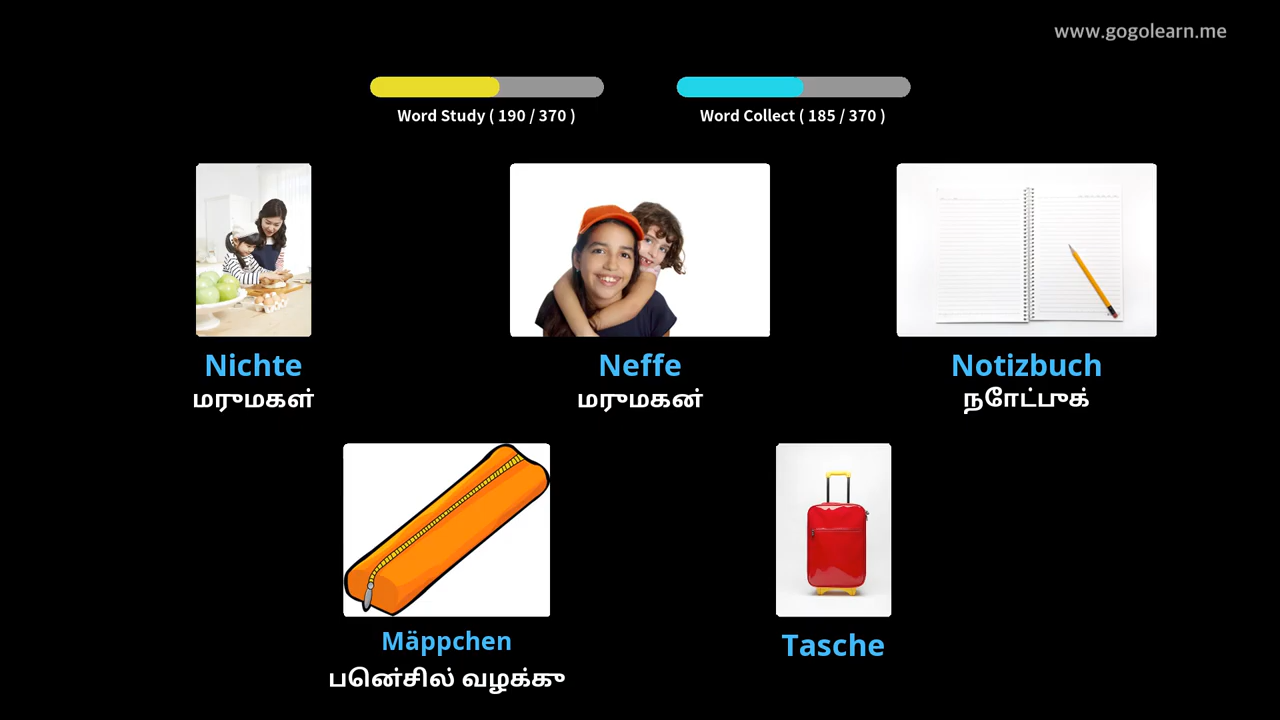 www.gogolearn.me
Word Study ( 190 / 370 )
Word Collect ( 185 / 370 )
Nichte
Neffe
Notizbuch
மருமகள்
மருமகன்
நோட்புக்
Mäppchen
Tasche
பென்சில் வழக்கு